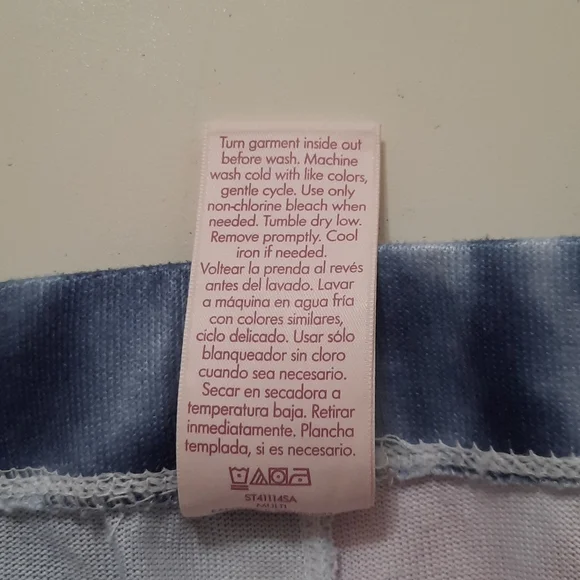 Turn garment inside out
before wash. Machine
wash cold with like colors,
gentle cycle. Use only
non-chlorine bleach when
needed. Tumble dry low.
Remove promptly. Cool
iron if needed.
Voltear la prenda al revés
antes del lavado. Lavar
a máquina en agua fría
con colores similares,
ciclo delicado. Usar sólo
blanqueador sin cloro
cuando sea necesario.
Secar en secadora a
temperatura baja. Retirar
inmediatamente. Plancha
templada, si es necesario.
ST41114SA
MULTI